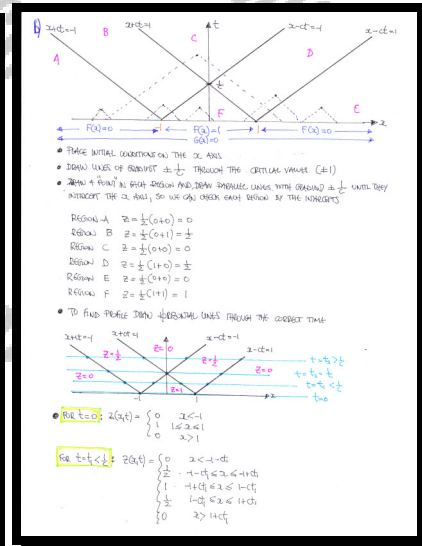 b)
x+ct=-1
B
x+ct=1
C
t
x-ct=-1
x-ct=1
A
D
F
E
x
F(x)=0
-1
F(x)=1
1
F(x)=0
G(x)=0
• PLACE INITIAL CONDITIONS ON THE x AXIS
• DRAW LINES OF GRADIENT ± 1/c THROUGH THE CRITICAL VALUES (±1)
• DRAW A "POINT" IN EACH REGION AND DRAW PARALLEL LINES, WITH GRADIENT ± 1/c UNTIL THEY
INTERCEPT THE x AXIS, SO WE CAN CHECK EACH REGION BY THE INTERCEPTS
REGION A Z = 1/2(0+0) = 0
REGION B Z = 1/2(0+1) = 1/2
REGION C Z = 1/2(0+0) = 0
REGION D Z = 1/2(1+0) = 1/2
REGION E Z = 1/2(0+0) = 0
REGION F Z = 1/2(1+1) = 1
• TO FIND PROFILE DRAW HORIZONTAL LINES THROUGH THE CORRECT TIME
x+ct=-1
x+ct=1
Z=0
x-ct=-1
x-ct=1
Z=1/2
Z=1/2
Z=0
Z=0
Z=1
-1
1
x
t=0
• FOR t=0: Z(x,t) = { 0 x<-1
1 1≤x≤1
0 x>1
FOR t=t₁<1/c: Z(x,t) = { 0 x<-1-ct₁
1/2 -1-ct₁≤x≤-1+ct₁
1 -1+ct₁≤x≤1-ct₁
1/2 1-ct₁≤x≤1+ct₁
0 x>1+ct₁